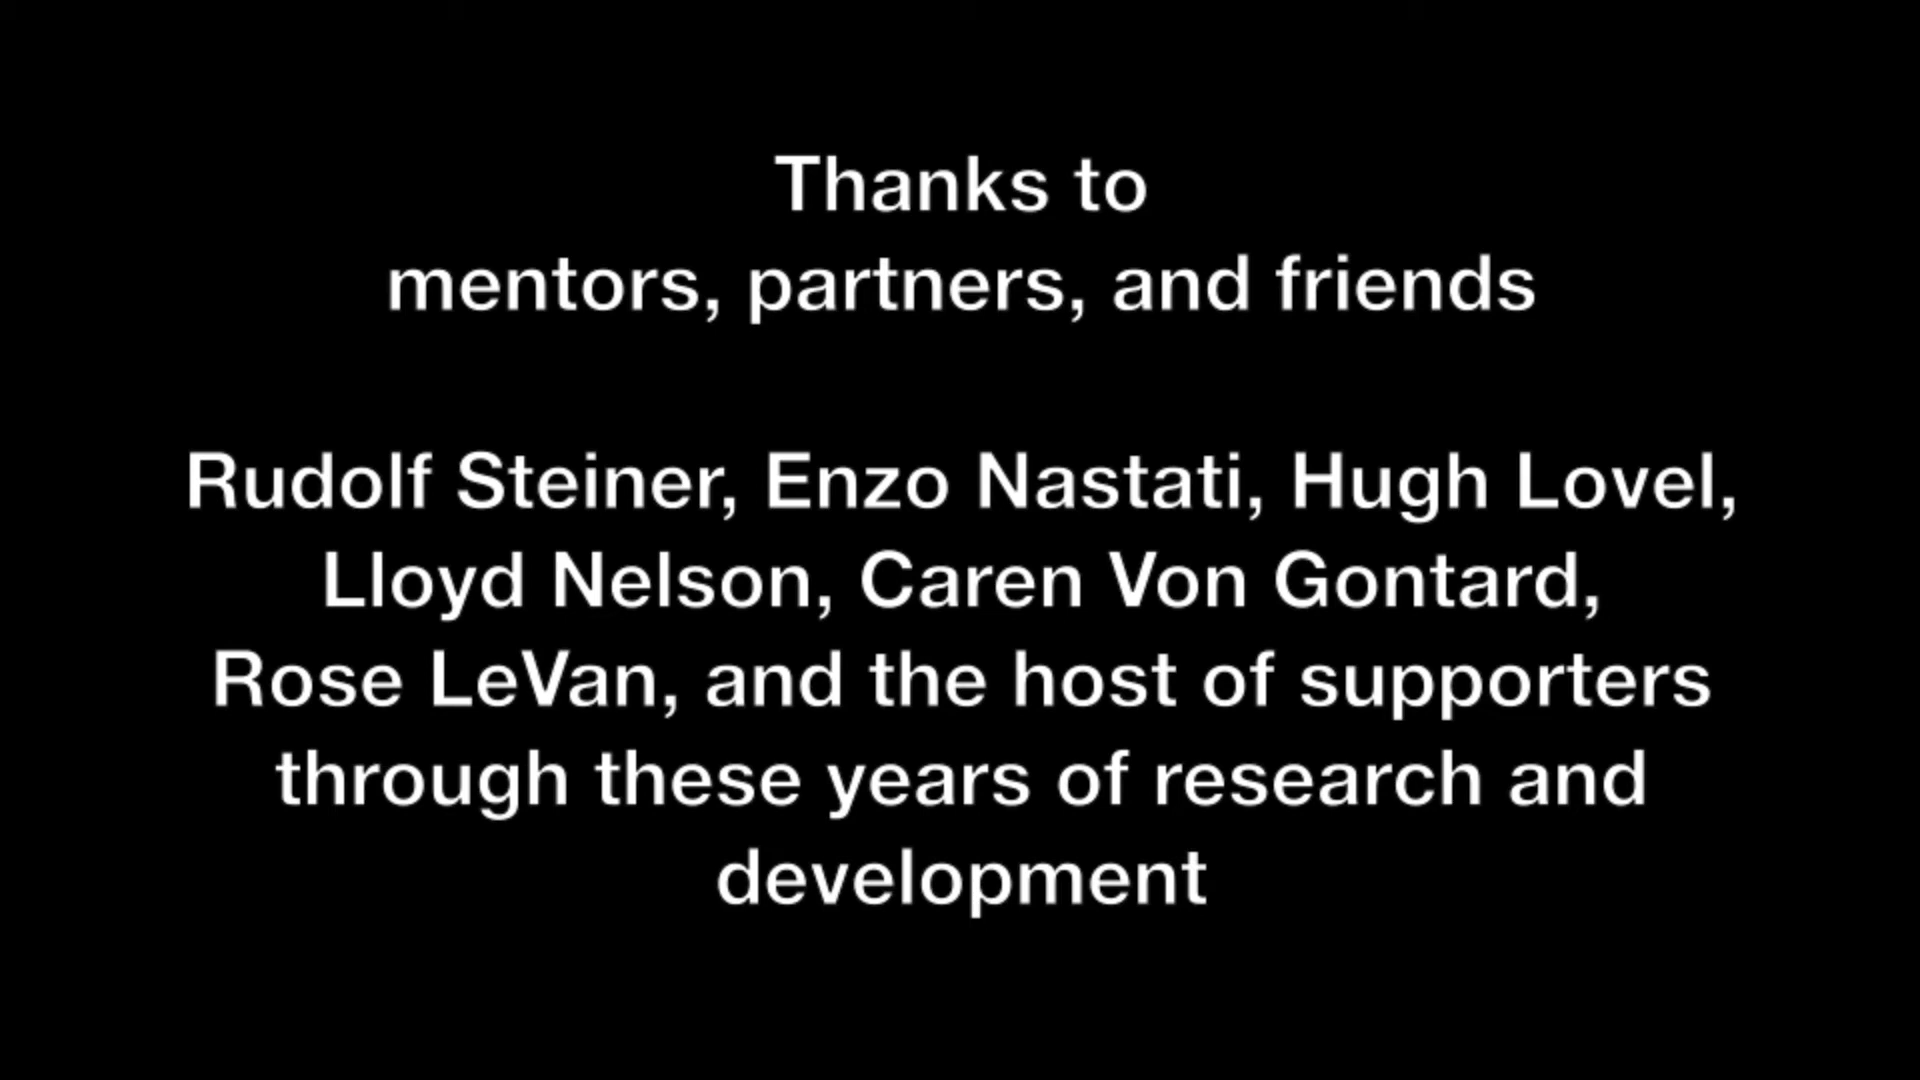 Thanks to
mentors, partners, and friends
Rudolf Steiner, Enzo Nastati, Hugh Lovel,
Lloyd Nelson, Caren Von Gontard,
Rose LeVan, and the host of supporters
through these years of research and
development